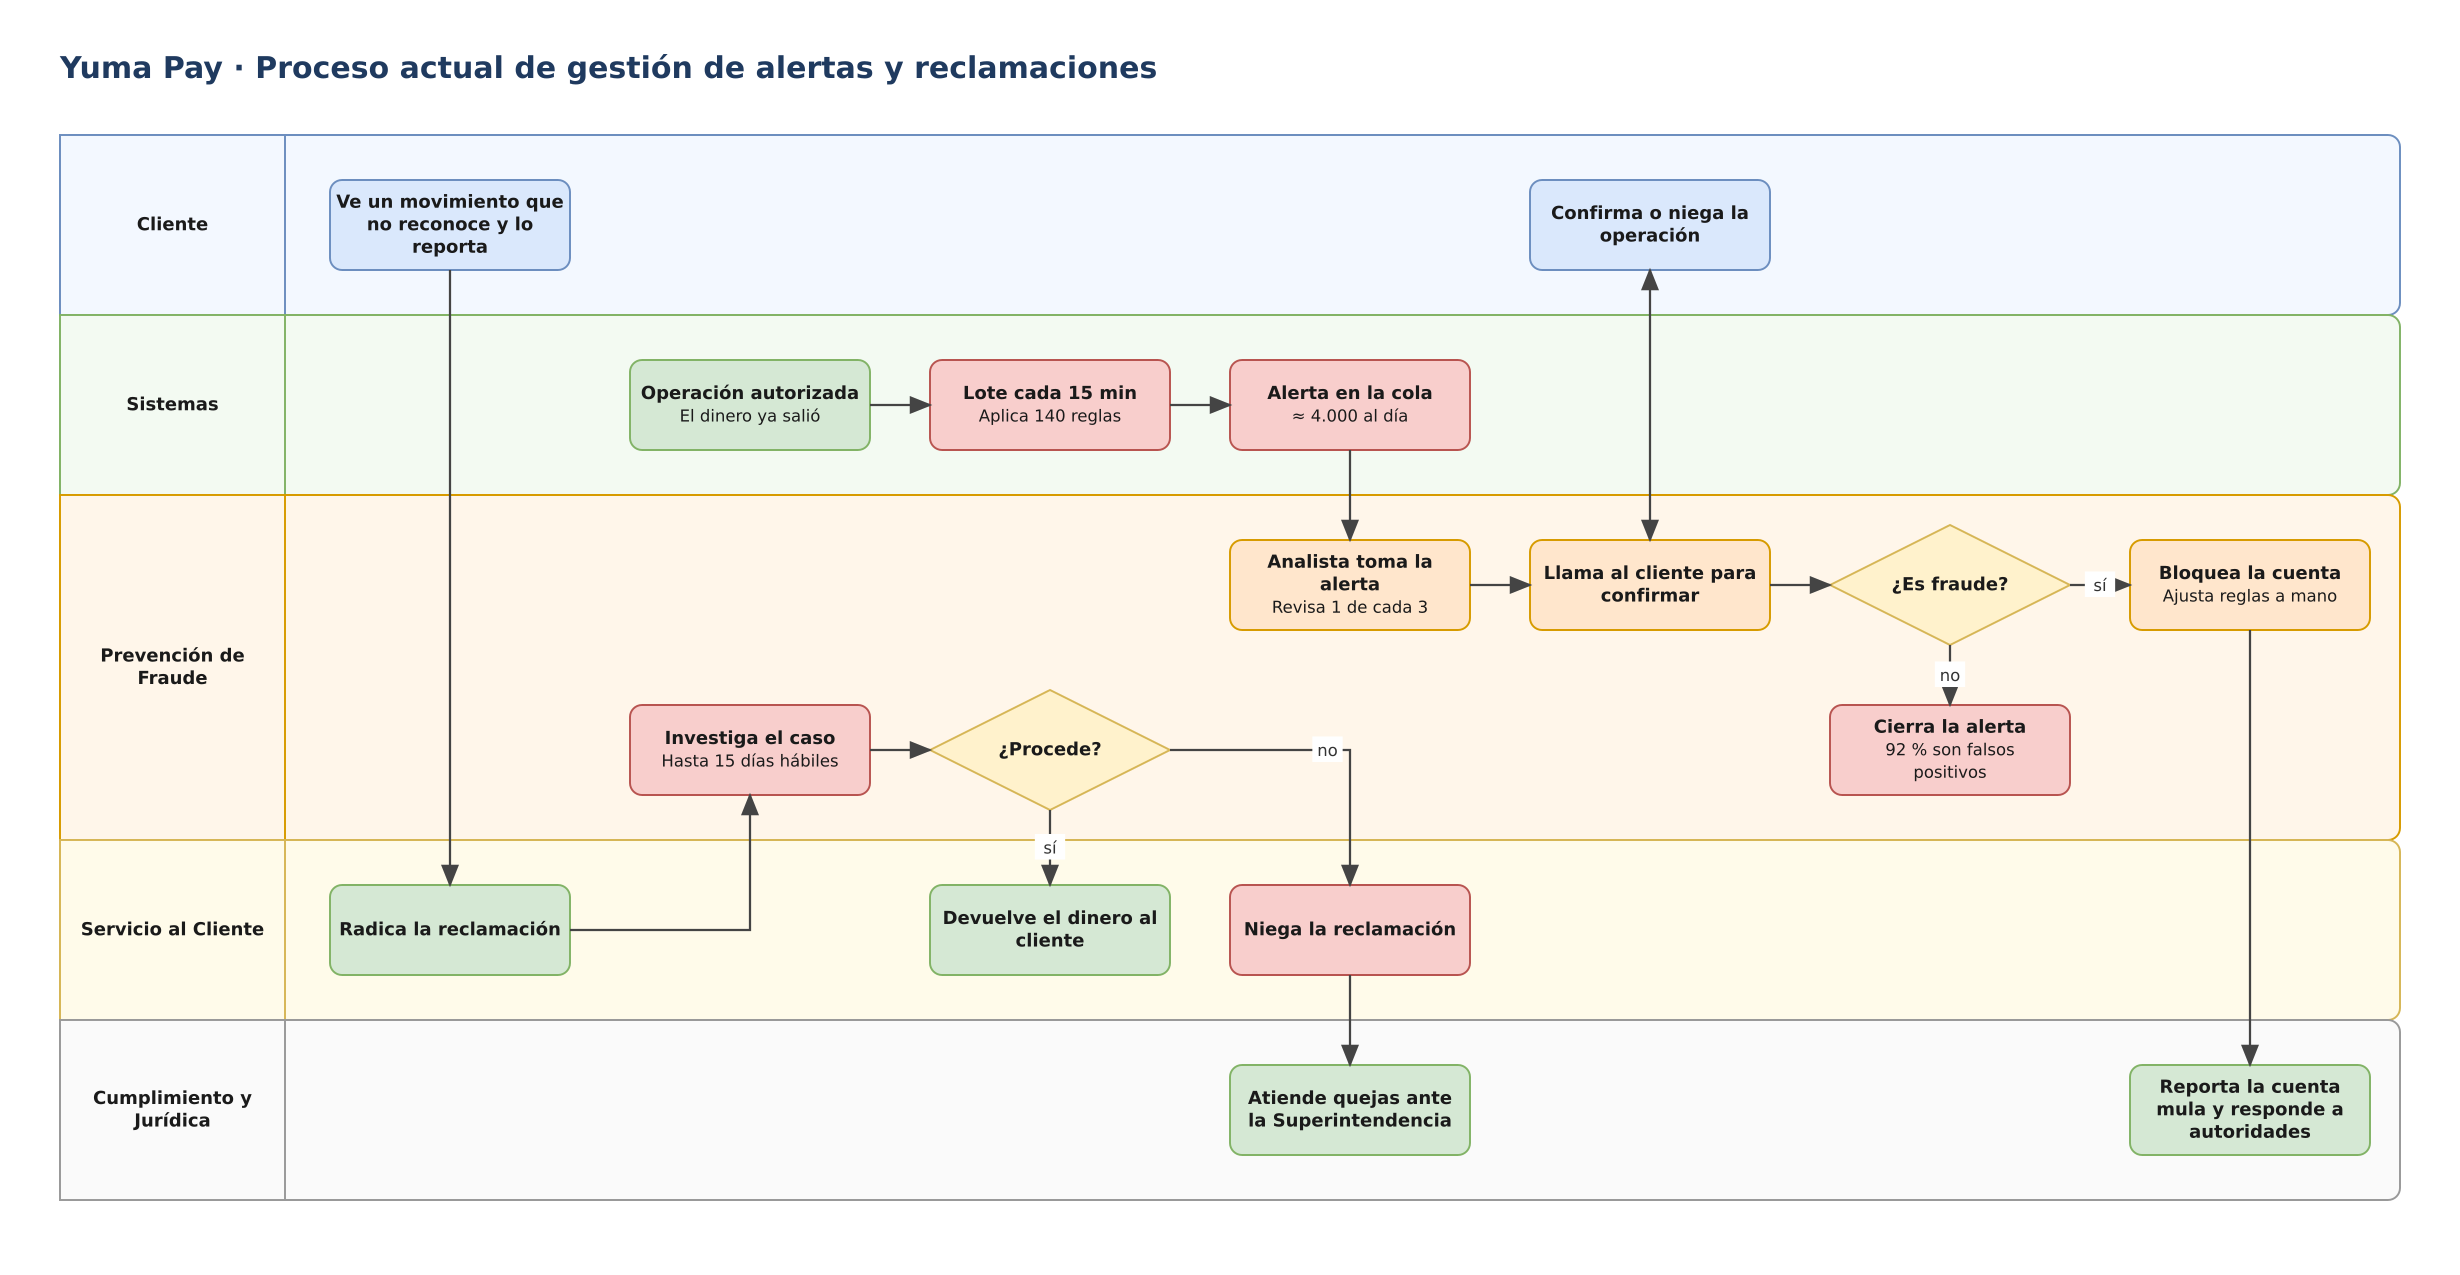 Yuma Pay · Proceso actual de gestión de alertas y reclamaciones
Cliente
Ve un movimiento que
no reconoce y lo
reporta
Confirma o niega la
operación
Sistemas
Operación autorizada
El dinero ya salió
Lote cada 15 min
Aplica 140 reglas
Alerta en la cola
≈ 4.000 al día
Prevención de
Fraude
Analista toma la
alerta
Revisa 1 de cada 3
Llama al cliente para
confirmar
¿Es fraude?
sí
Bloquea la cuenta
Ajusta reglas a mano
no
Cierra la alerta
92 % son falsos
positivos
Investiga el caso
Hasta 15 días hábiles
¿Procede?
no
sí
Servicio al Cliente
Radica la reclamación
Devuelve el dinero al
cliente
Niega la reclamación
Cumplimiento y
Jurídica
Atiende quejas ante
la Superintendencia
Reporta la cuenta
mula y responde a
autoridades